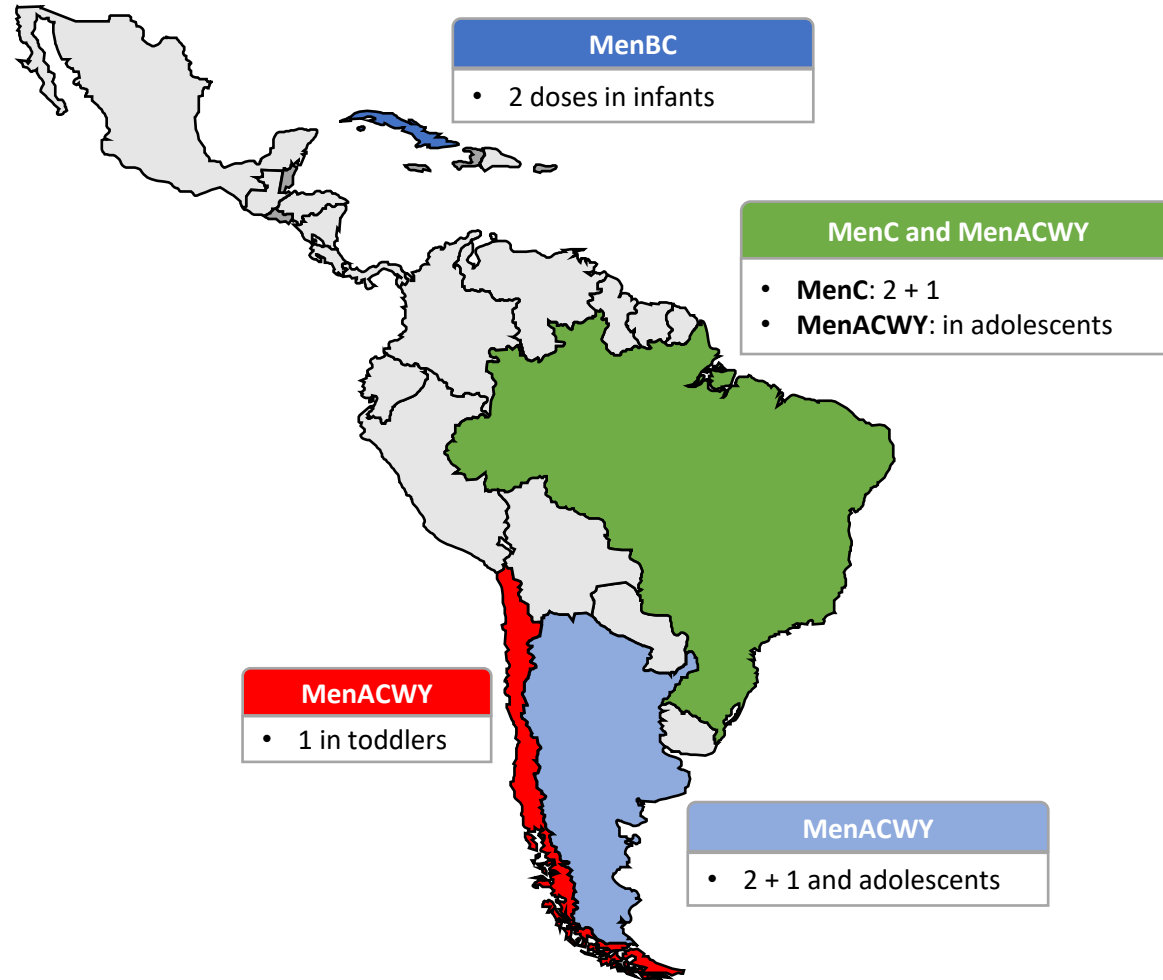 MenBC
• 2 doses in infants
MenC and MenACWY
• MenC: 2 + 1
• MenACWY: in adolescents
MenACWY
• 1 in toddlers
MenACWY
• 2 + 1 and adolescents